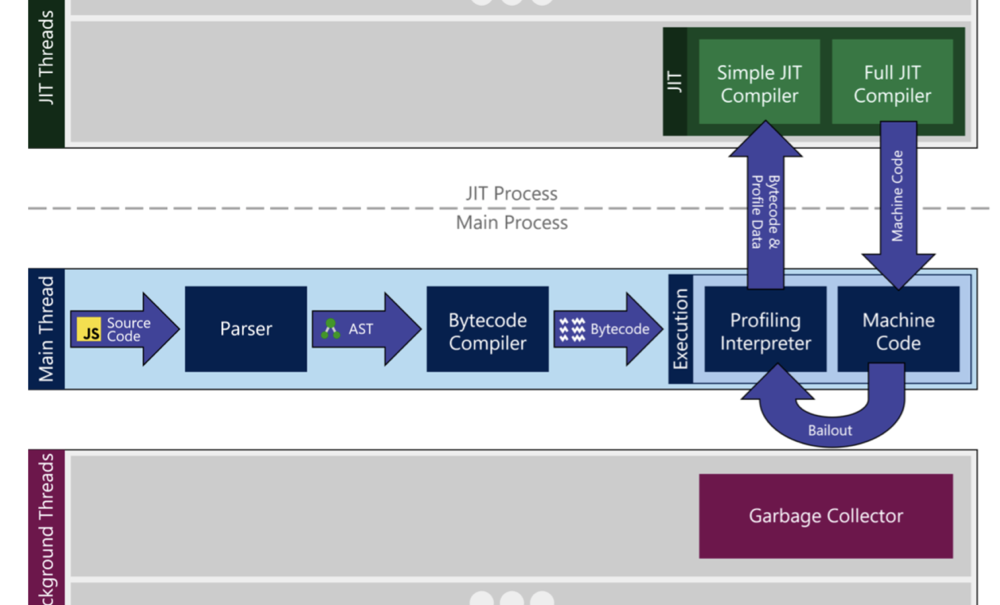 JIT Threads
JIT
Simple JIT
Compiler
Full JIT
Compiler
Bytecode &
Profile Data
Machine Code
JIT Process
Main Process
Main Thread
JS
Source
Code
Parser
AST
Bytecode
Compiler
Bytecode
Execution
Profiling
Interpreter
Machine
Code
Bailout
ckground Threads
Garbage Collector